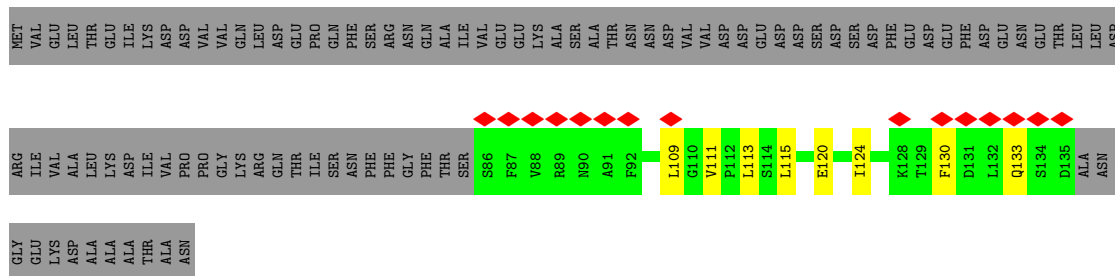 MET VAL GLU LEU THR GLU ILE LYS ASP ASP VAL VAL GLN LEU ASP GLU PRO GLN PHE SER ARG ASN GLN ALA ILE VAL GLU GLU LYS ALA SER ALA THR ASN ASN ASP VAL VAL ASP ASP GLU ASP ASP SER ASP SER ASP PHE GLU ASP GLU PHE ASP GLU ASN GLU THR LEU LEU ASP
ARG ILE VAL ALA LEU LYS ASP ILE VAL PRO PRO GLY LYS ARG GLN THR ILE SER ASN PHE PHE GLY PHE THR SER S86 F87 V88 R89 N90 A91 F92 L109 G110 V111 P112 L113 S114 L115 E120 I124 K128 T129 F130 D131 L132 Q133 S134 D135 ALA ASN
GLY GLU LYS ASP ALA ALA ALA THR ALA ASN